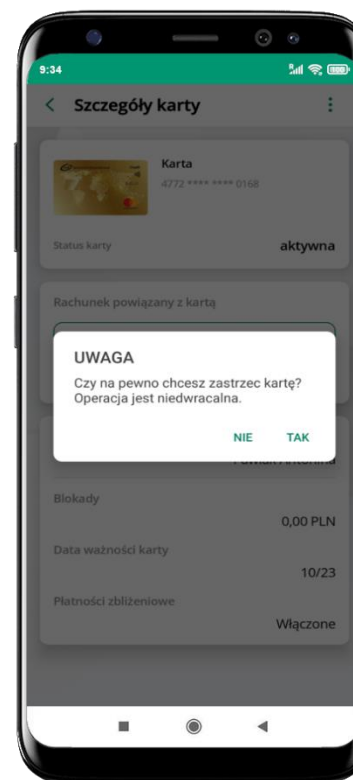 9:34
Szczegóły karty
Karta
4772 **** **** 0168
Status karty
aktywna
Rachunek powiązany z kartą
UWAGA
Czy na pewno chcesz zastrzec kartę?
Operacja jest niedwracalna.
NIE
TAK
Blokady
0,00 PLN
Data ważności karty
10/23
Płatności zbliżeniowe
Włączone